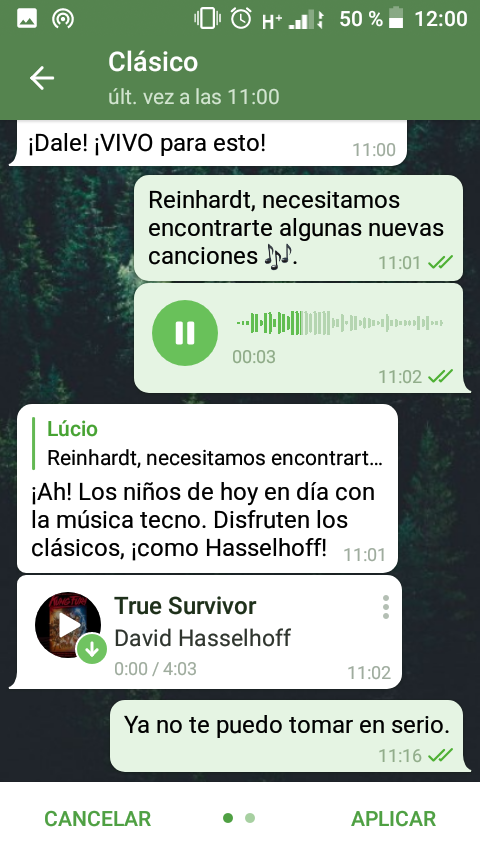 H+ 50 % 12:00
Clásico
últ. vez a las 11:00
¡Dale! ¡VIVO para esto!
11:00
Reinhardt, necesitamos
encontrarte algunas nuevas
canciones 🎶.
11:01
00:03
11:02
Lúcio
Reinhardt, necesitamos encontrart...
¡Ah! Los niños de hoy en día con
la música tecno. Disfruten los
clásicos, ¡como Hasselhoff!
11:01
KUNG FURY
True Survivor
David Hasselhoff
0:00 / 4:03
11:02
Ya no te puedo tomar en serio.
11:16
CANCELAR
APLICAR